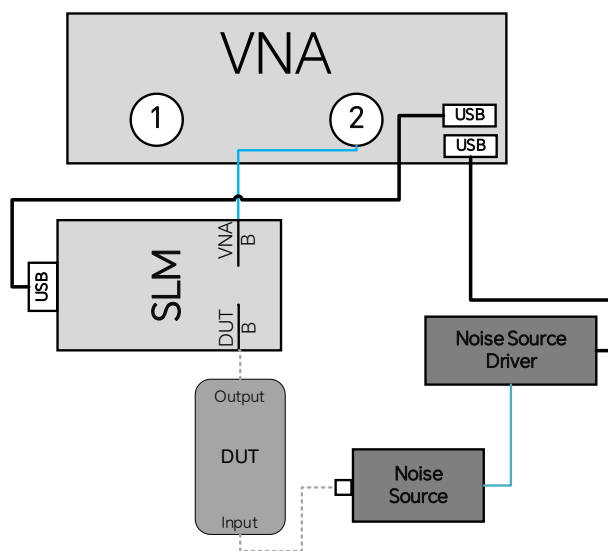 VNA
1
2
USB
USB
USB
SLM
VNA
B
DUT
B
Noise Source
Driver
Output
DUT
Input
Noise
Source